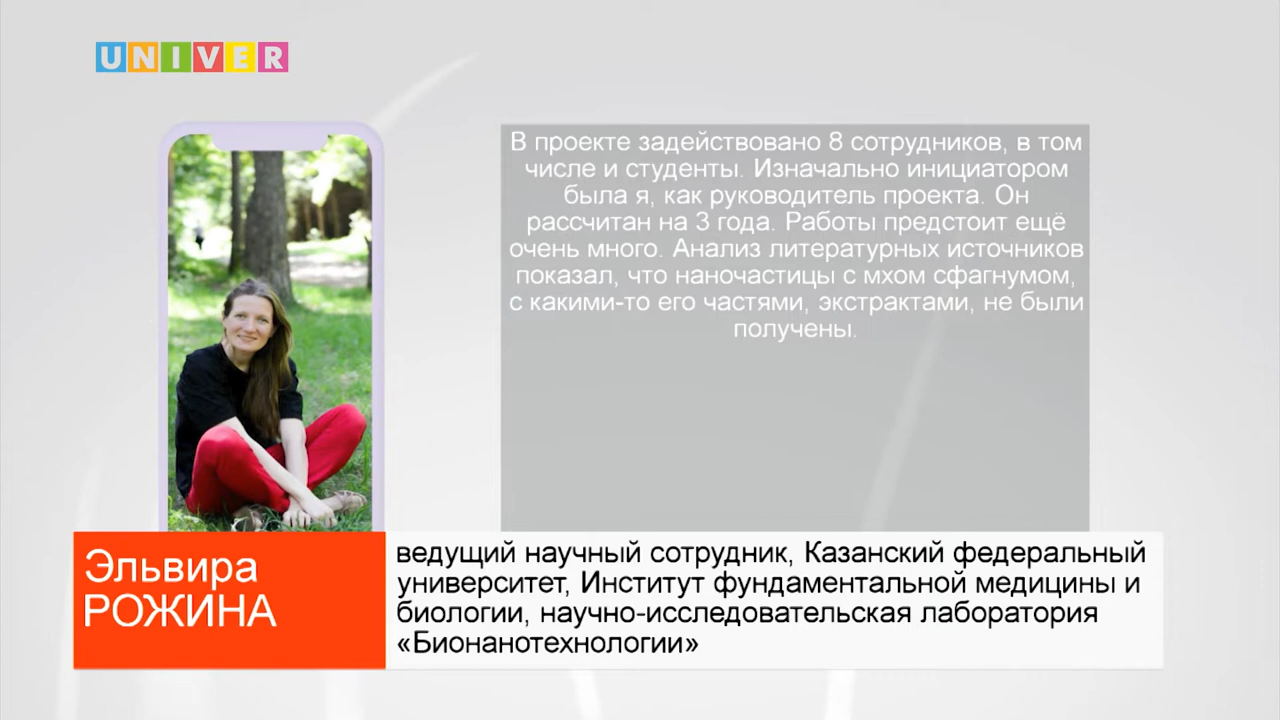 UNIVER
В проекте задействовано 8 сотрудников, в том
числе и студенты. Изначально инициатором
была я, как руководитель проекта. Он
рассчитан на 3 года. Работы предстоит ещё
очень много. Анализ литературных источников
показал, что наночастицы с мхом сфагнумом,
с какими-то его частями, экстрактами, не были
получены.
Эльвира
РОЖИНА
ведущий научный сотрудник, Казанский федеральный
университет, Институт фундаментальной медицины и
биологии, научно-исследовательская лаборатория
«Бионанотехнологии»